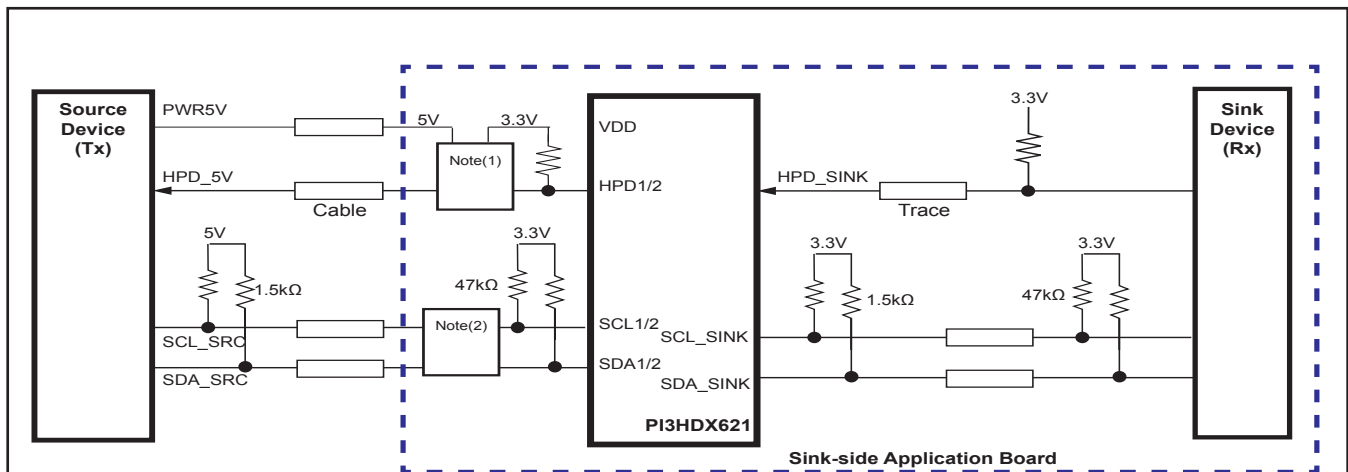 Source
Device
(Tx)
PWR5V
5V
3.3V
Note(1)
HPD_5V
Cable
VDD
HPD1/2
HPD_SINK
Trace
3.3V
Sink
Device
(Rx)
5V
1.5kΩ
SCL_SRC
SDA_SRC
Note(2)
3.3V
47kΩ
SCL1/2
SDA1/2
SCL_SINK
SDA_SINK
PI3HDX621
3.3V
1.5kΩ
3.3V
47kΩ
Sink-side Application Board